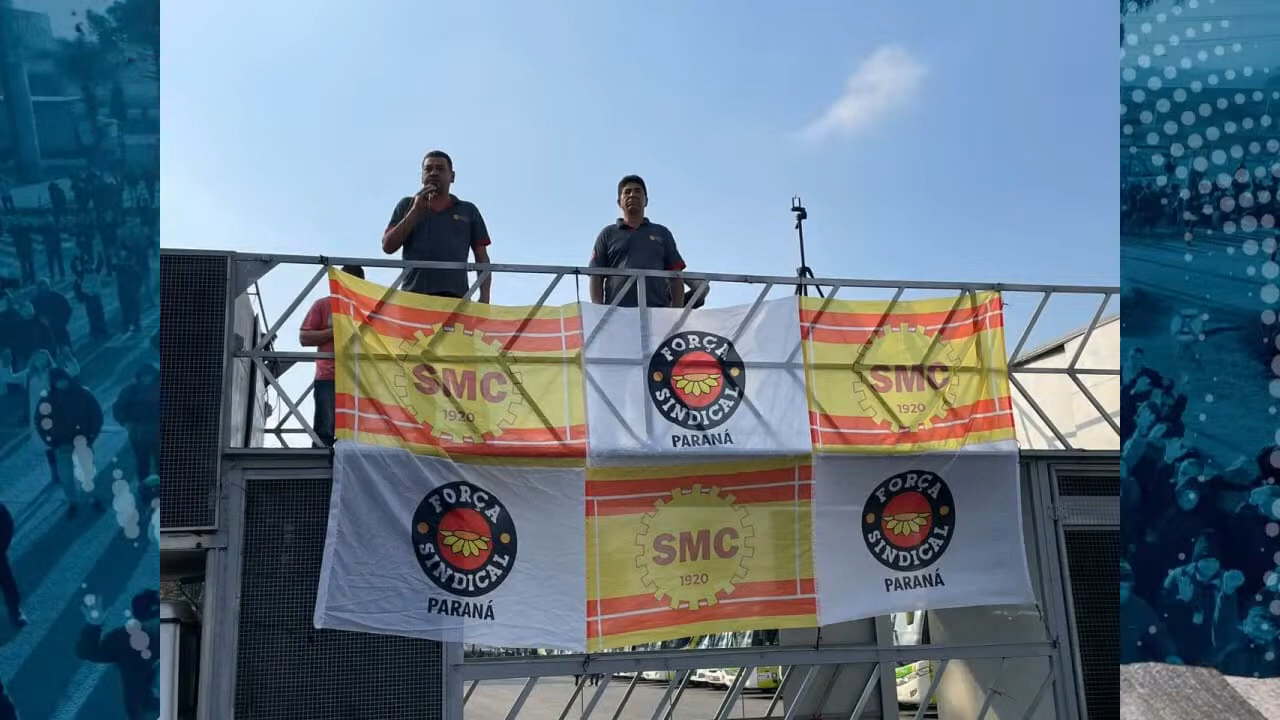 SMC
1920
FORÇA
SINDICAL
PARANÁ
SMC
1920
FORÇA
SINDICAL
PARANÁ
SMC
1920
FORÇA
SINDICAL
PARANÁ